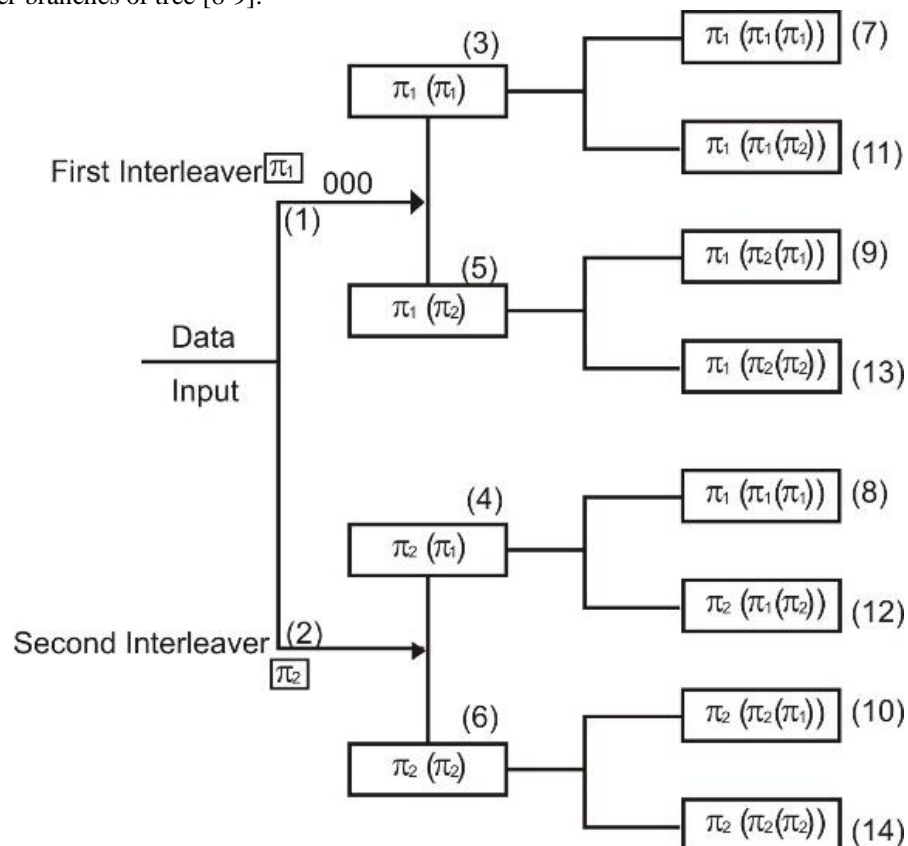 er branches of tree [8-9].
(3)
π₁ (π₁)
π₁ (π₁(π₁)) (7)
π₁ (π₁(π₂)) (11)
First Interleaver π₁
000
(1)
(5)
π₁ (π₂)
π₁ (π₂(π₁)) (9)
π₁ (π₂(π₂)) (13)
Data
Input
(4)
π₂ (π₁)
π₁ (π₁(π₁)) (8)
π₂ (π₁(π₂)) (12)
Second Interleaver (2)
π₂
(6)
π₂ (π₂)
π₂ (π₂(π₁)) (10)
π₂ (π₂(π₂)) (14)